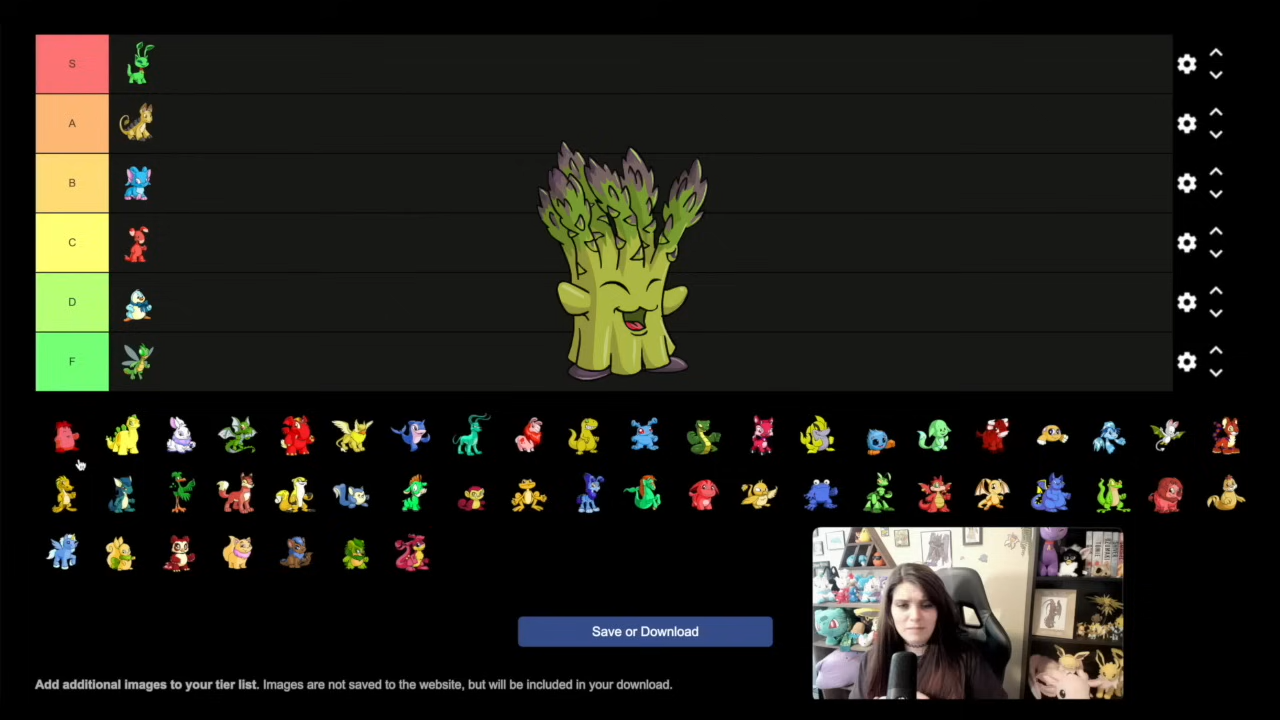 S
A
B
C
D
F
Save or Download
Add additional images to your tier list. Images are not saved to the website, but will be included in your download.